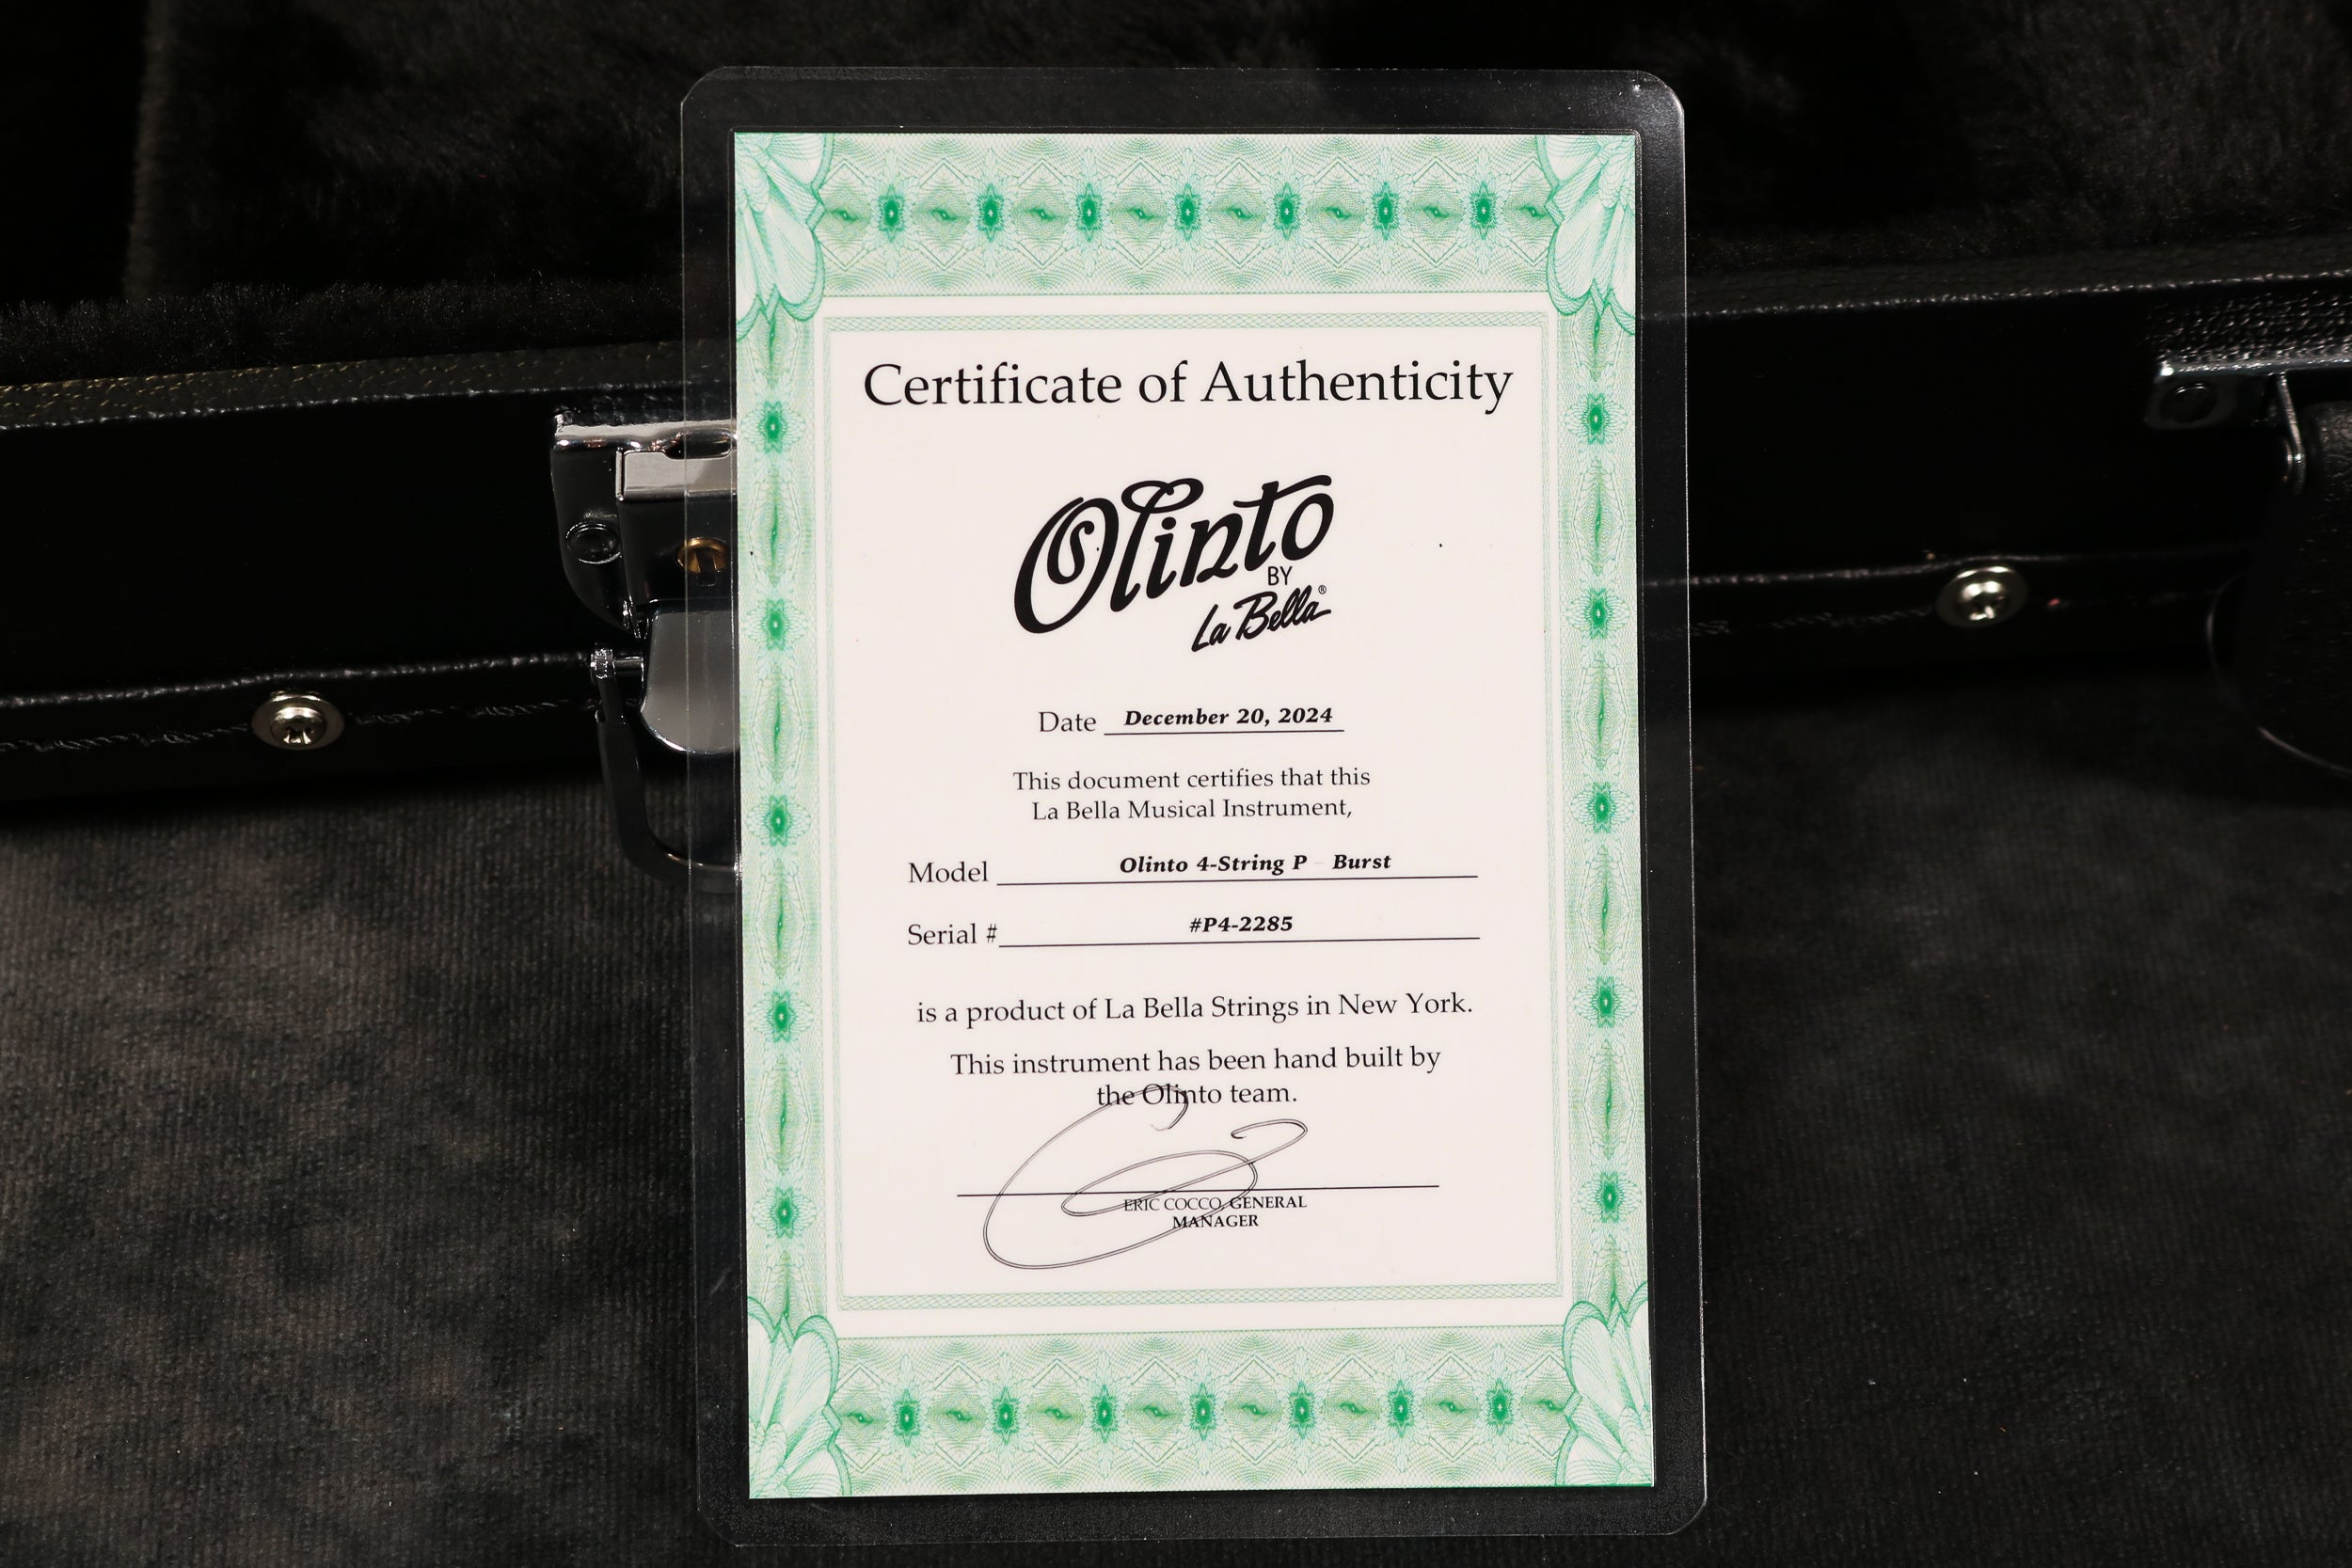 Certificate of Authenticity
Olinto
BY
La Bella®
Date December 20, 2024
This document certifies that this
La Bella Musical Instrument,
Model Olinto 4-String P Burst
Serial # #P4-2285
is a product of La Bella Strings in New York.
This instrument has been hand built by
the Olinto team.
ERIC COCCO, GENERAL
MANAGER